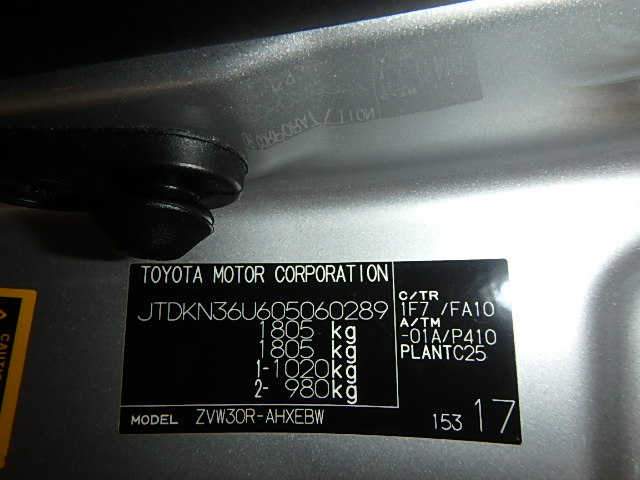 TOYOTA MOTOR CORPORATION
JTDKN36U605060289
1805 kg
1805 kg
1-1020kg
2- 980kg
C/TR
1F7 /FA10
A/TM
-01A/P410
PLANTC25
MODEL ZVW30R-AHXEBW
153 17